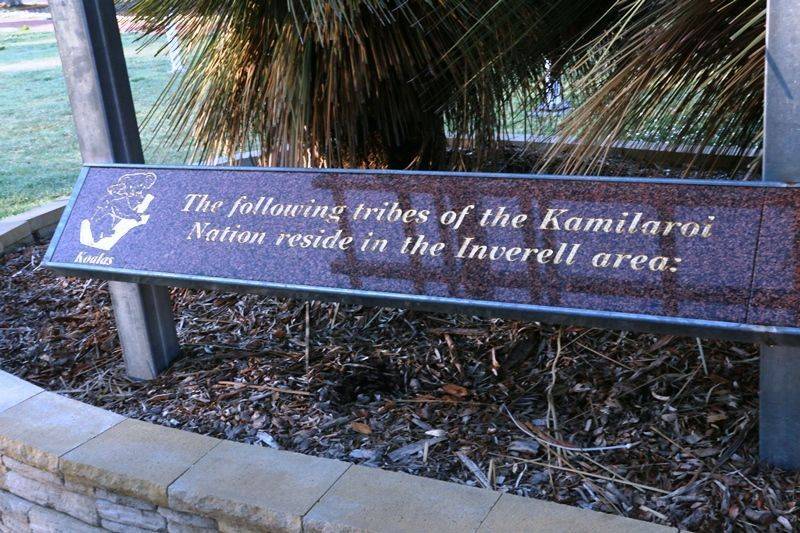 The following tribes of the Kamilaroi
Nation reside in the Inverell area:
Koalas